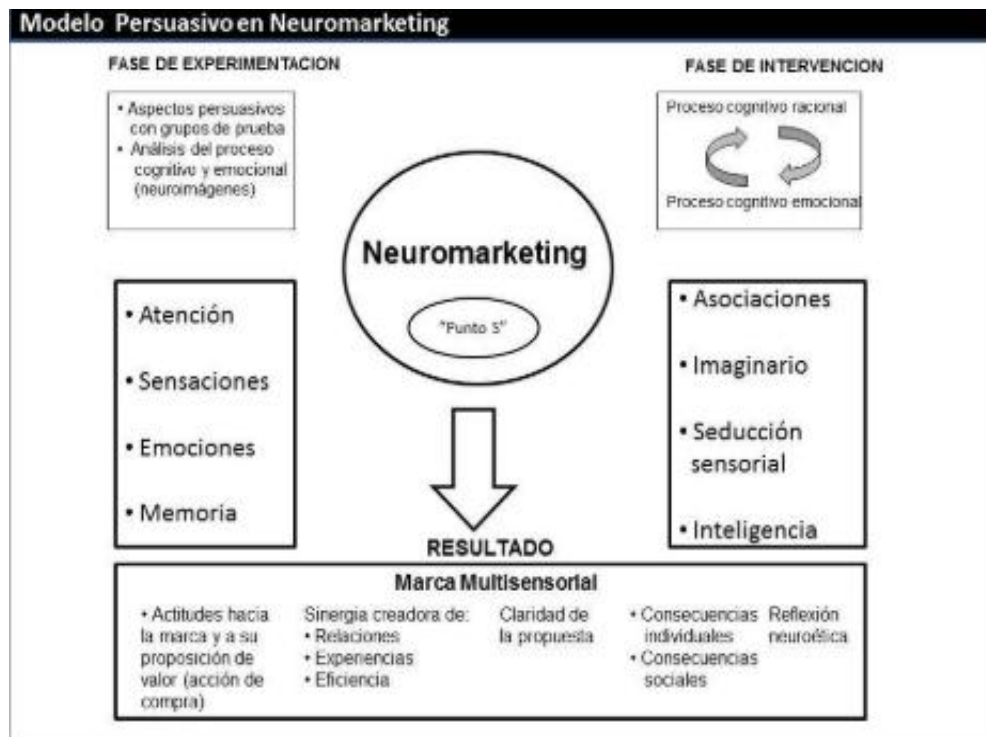 Modelo Persuasivo en Neuromarketing
FASE DE EXPERIMENTACION
• Aspectos persuasivos
con grupos de prueba
• Análisis del proceso
cognitivo y emocional
(neuroimágenes)
• Atención
• Sensaciones
• Emociones
• Memoria
Neuromarketing
"Punto S"
FASE DE INTERVENCION
Proceso cognitivo racional
Proceso cognitivo emocional
• Asociaciones
• Imaginario
• Seducción
sensorial
• Inteligencia
RESULTADO
Marca Multisensorial
• Actitudes hacia
la marca y a su
proposición de
valor (acción de
compra)
Sinergia creadora de:
• Relaciones
• Experiencias
• Eficiencia
Claridad de
la propuesta
• Consecuencias
individuales
• Consecuencias
sociales
Reflexión
neuroética